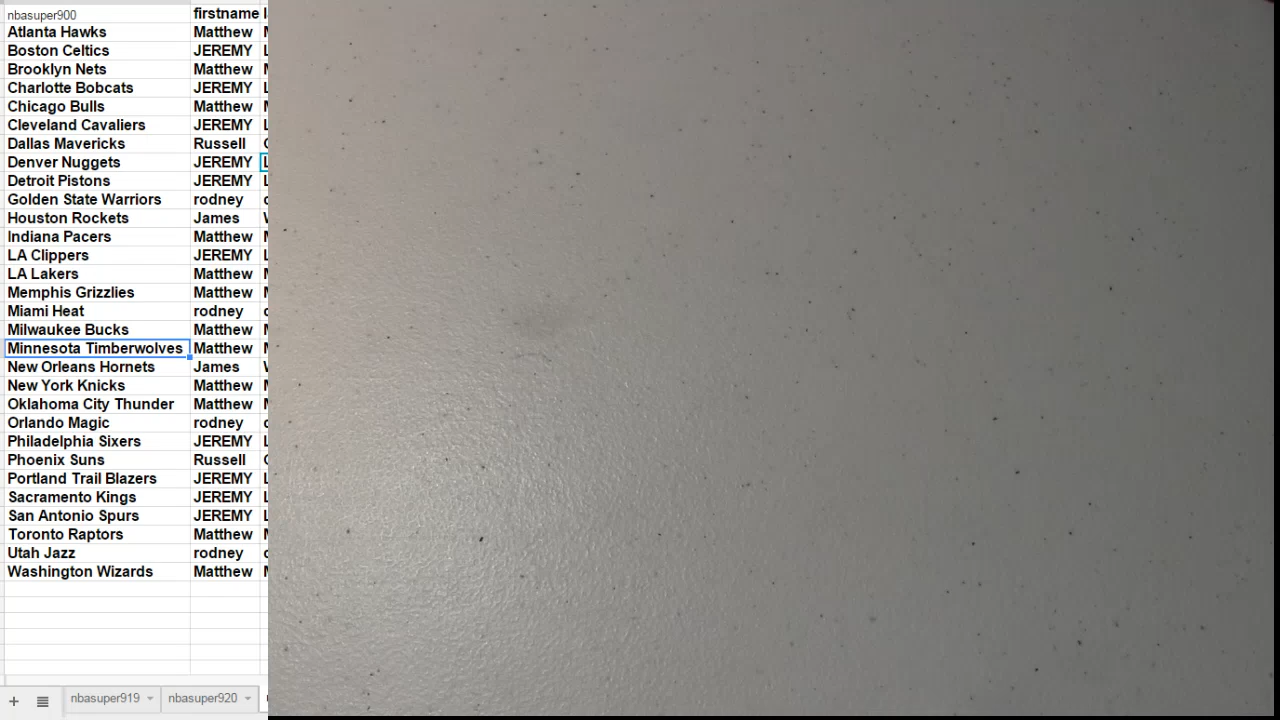 nbasuper900 firstname
Atlanta Hawks Matthew
Boston Celtics JEREMY
Brooklyn Nets Matthew
Charlotte Bobcats JEREMY
Chicago Bulls Matthew
Cleveland Cavaliers JEREMY
Dallas Mavericks Russell
Denver Nuggets JEREMY
Detroit Pistons JEREMY
Golden State Warriors rodney
Houston Rockets James
Indiana Pacers Matthew
LA Clippers JEREMY
LA Lakers Matthew
Memphis Grizzlies Matthew
Miami Heat rodney
Milwaukee Bucks Matthew
Minnesota Timberwolves Matthew
New Orleans Hornets James
New York Knicks Matthew
Oklahoma City Thunder Matthew
Orlando Magic rodney
Philadelphia Sixers JEREMY
Phoenix Suns Russell
Portland Trail Blazers JEREMY
Sacramento Kings JEREMY
San Antonio Spurs JEREMY
Toronto Raptors Matthew
Utah Jazz rodney
Washington Wizards Matthew
nbasuper919 nbasuper920